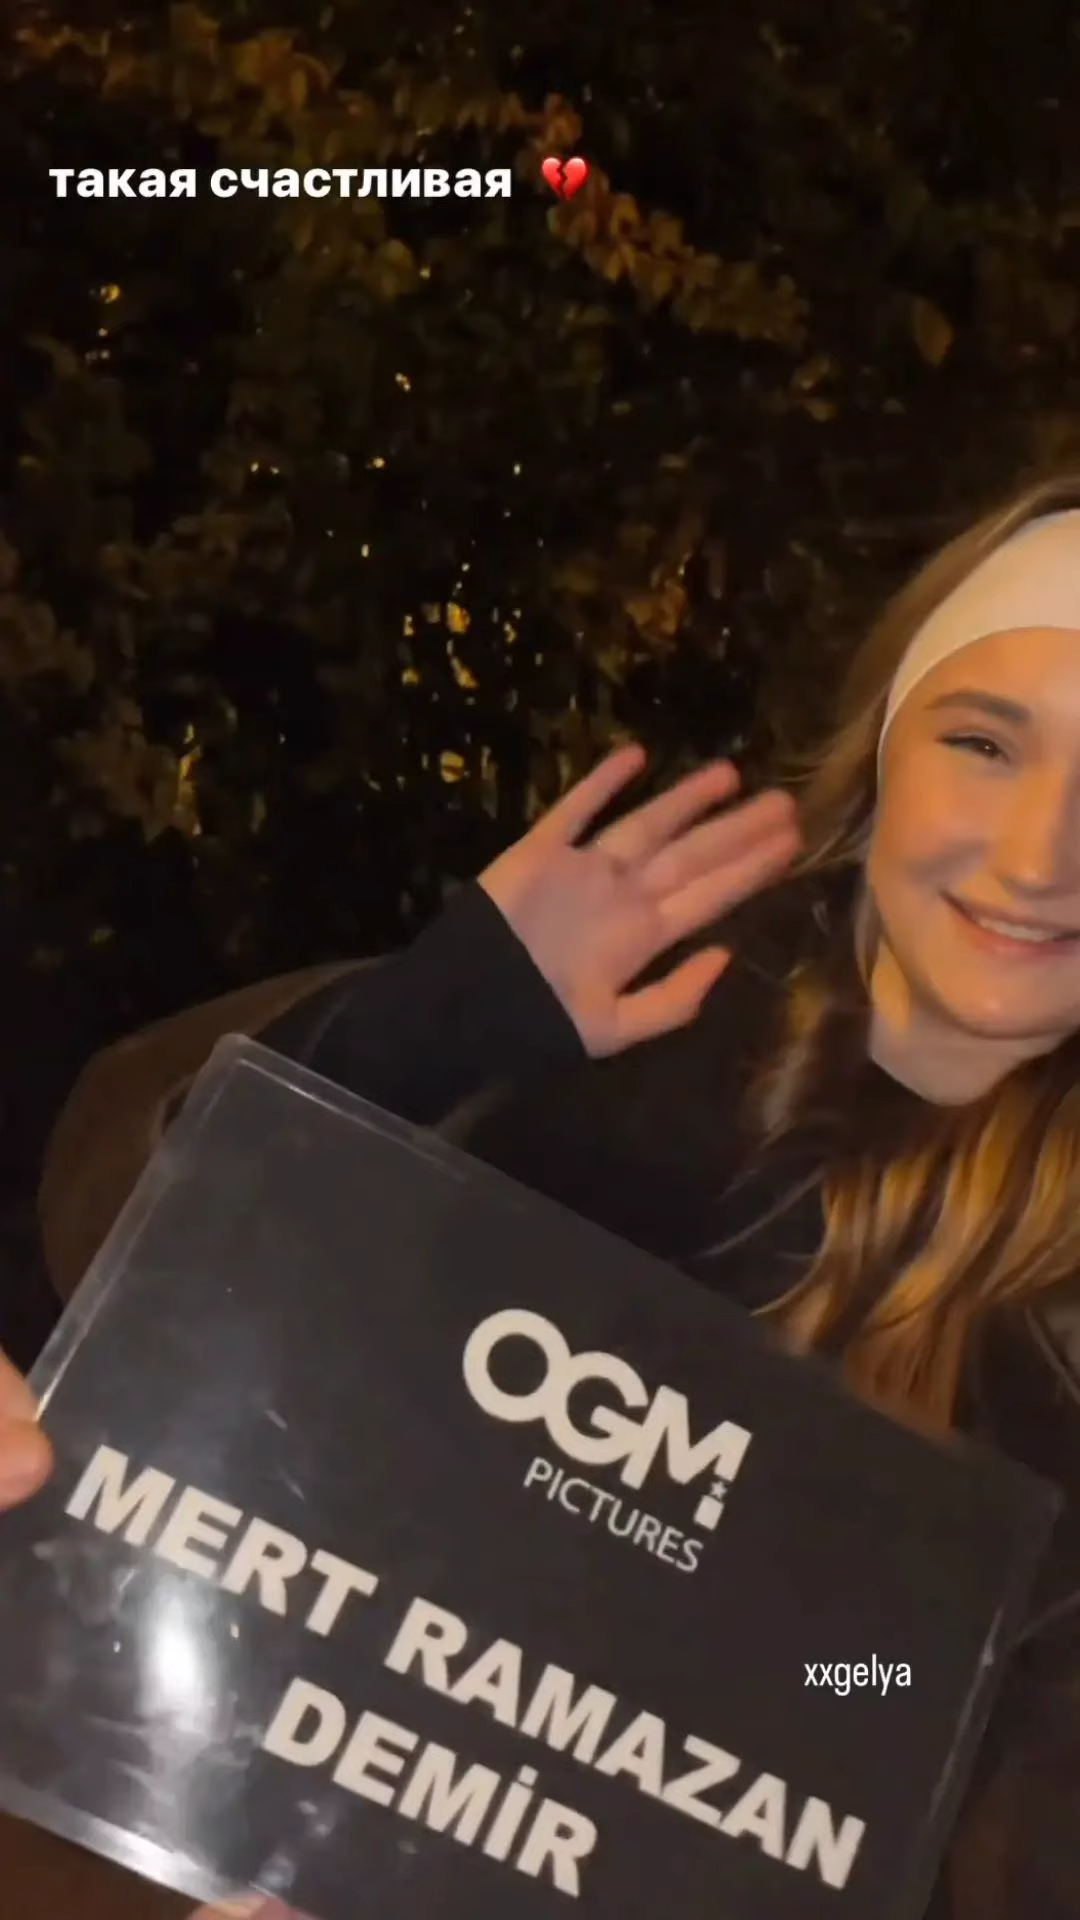 такая счастливая 💔
OGM
PICTURES
MERT RAMAZAN
DEMİR
xxgelya